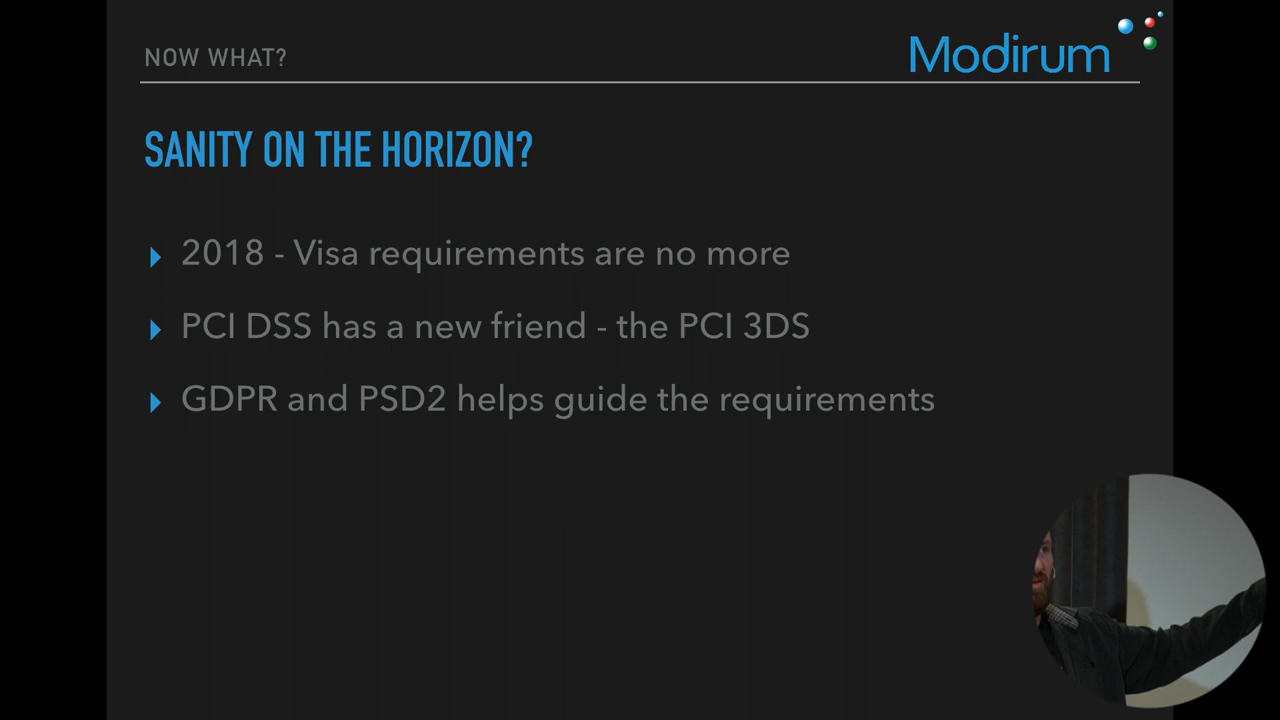 NOW WHAT?
Modirum
SANITY ON THE HORIZON?
2018 - Visa requirements are no more
PCI DSS has a new friend - the PCI 3DS
GDPR and PSD2 helps guide the requirements